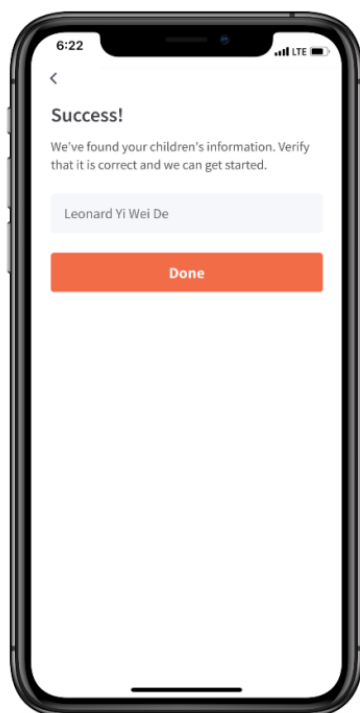 6:22
LTE
Success!
We've found your children's information. Verify
that it is correct and we can get started.
Leonard Yi Wei De
Done